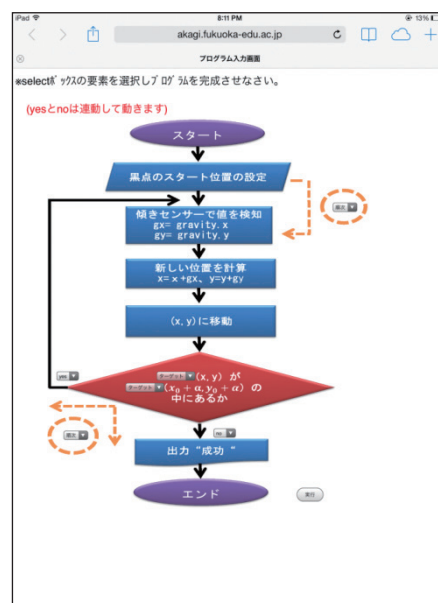 iPad
8:11 PM
13%
akagi.fukuoka-edu.ac.jp
プログラム入力画面
※selectボックスの要素を選択しプログラムを完成させなさい。
(yesとnoは連動して動きます)
スタート
黒点のスタート位置の設定
傾きセンサーで値を検知
gx= gravity.x
gy= gravity.y
順次
新しい位置を計算
x=x+gx、y=y+gy
(x, y)に移動
yes
ターゲット(x, y) が
ターゲット(x₀ + α, y₀ + α) の
中にあるか
順次
no
出力 “成功 ”
エンド
実行